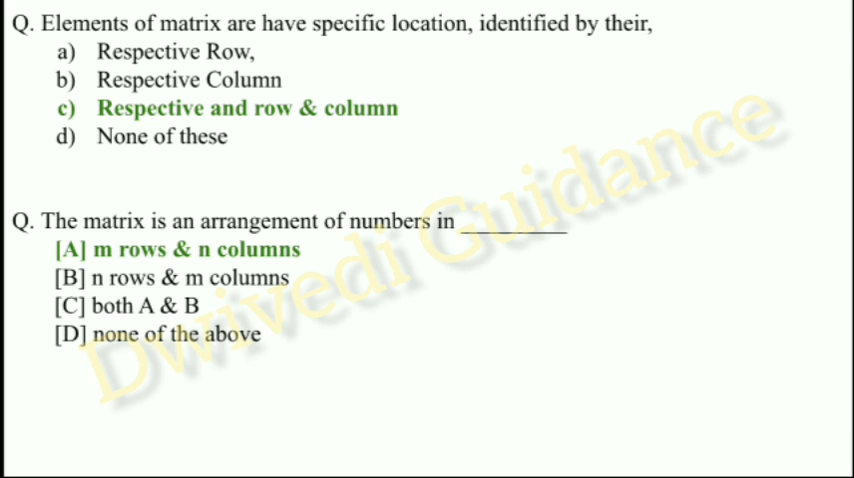 Q. Elements of matrix are have specific location, identified by their,
a) Respective Row,
b) Respective Column
c) Respective and row & column
d) None of these
Q. The matrix is an arrangement of numbers in __________
[A] m rows & n columns
[B] n rows & m columns
[C] both A & B
[D] none of the above
Dwivedi Guidance